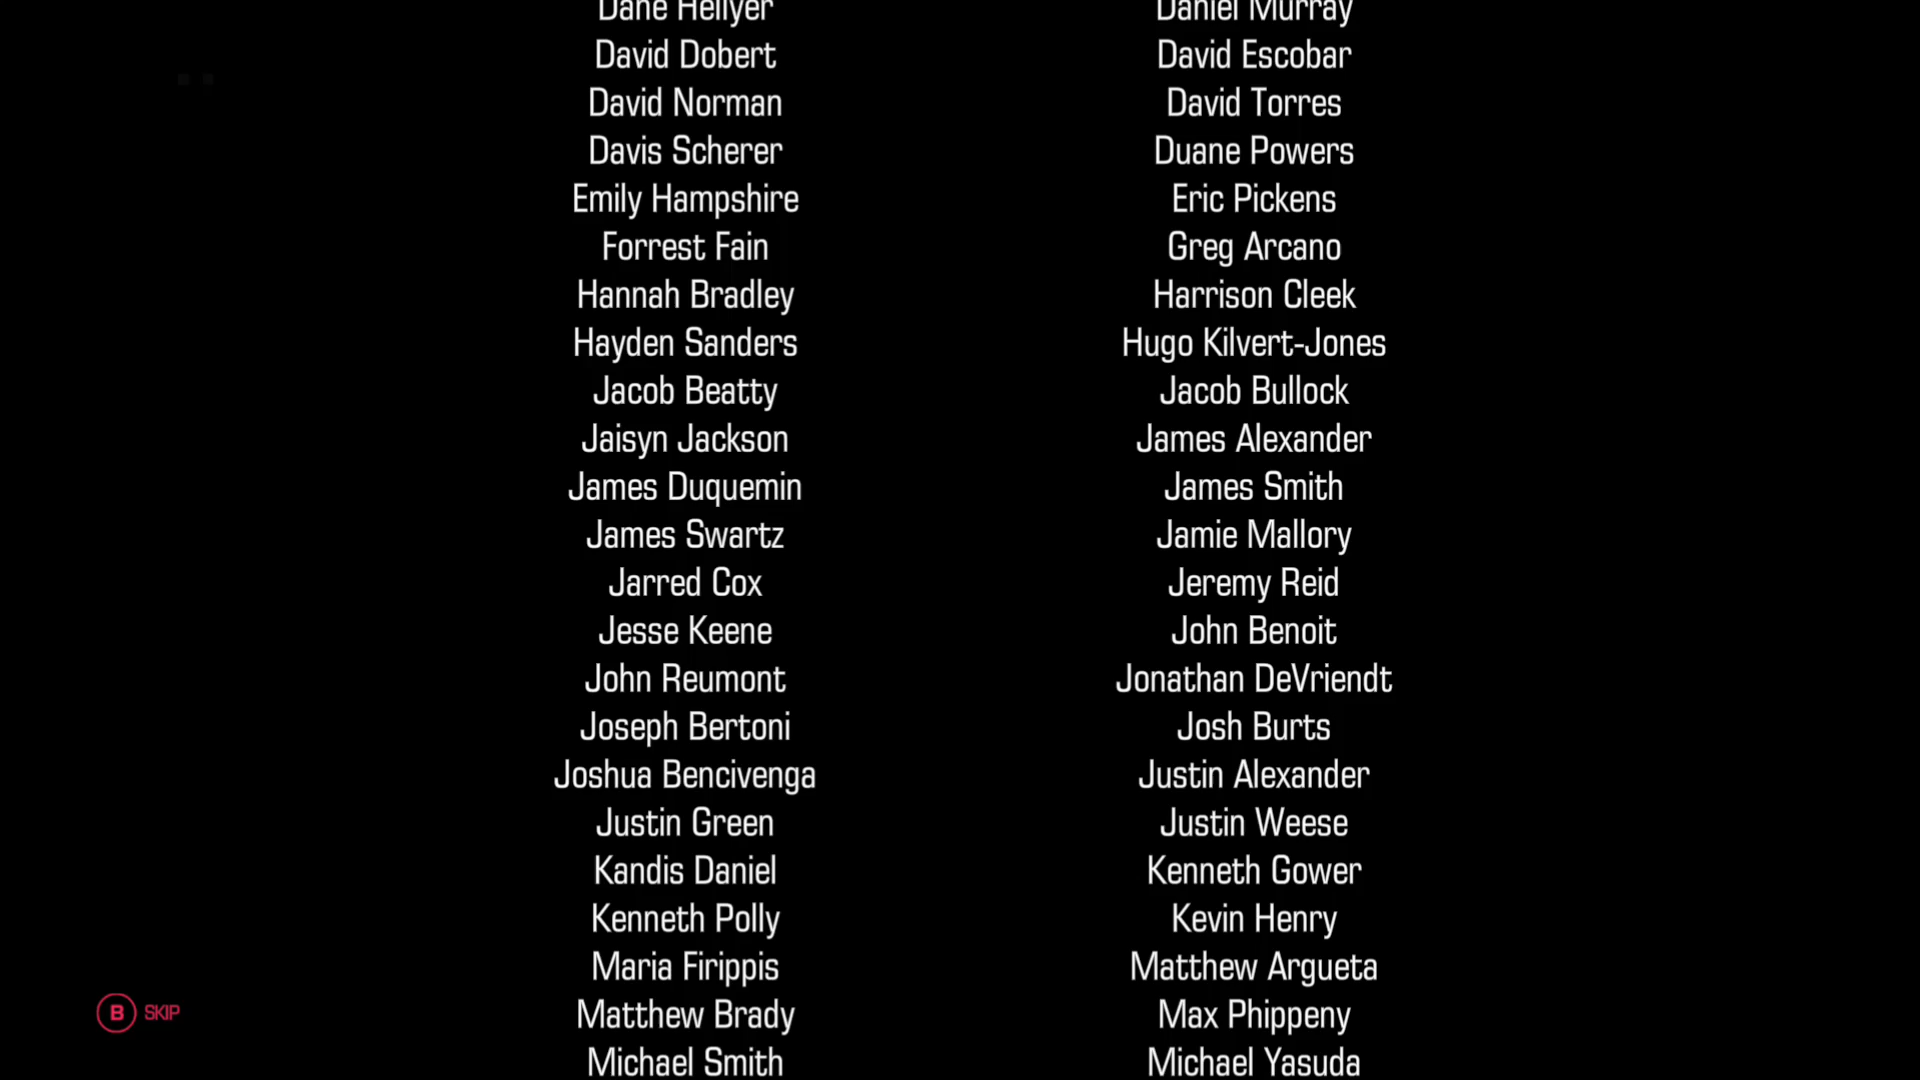 Dane Hellyer Daniel Murray
David Dobert David Escobar
David Norman David Torres
Davis Scherer Duane Powers
Emily Hampshire Eric Pickens
Forrest Fain Greg Arcano
Hannah Bradley Harrison Cleek
Hayden Sanders Hugo Kilvert-Jones
Jacob Beatty Jacob Bullock
Jaisyn Jackson James Alexander
James Duquemin James Smith
James Swartz Jamie Mallory
Jarred Cox Jeremy Reid
Jesse Keene John Benoit
John Reumont Jonathan DeVriendt
Joseph Bertoni Josh Burts
Joshua Bencivenga Justin Alexander
Justin Green Justin Weese
Kandis Daniel Kenneth Gower
Kenneth Polly Kevin Henry
Maria Firippis Matthew Argueta
Matthew Brady Max Phippeny
Michael Smith Michael Yasuda
B SKIP